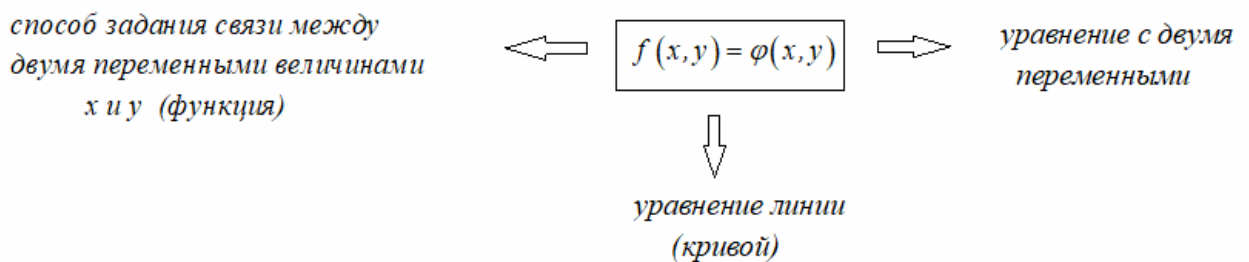 способ задания связи между
двумя переменными величинами
x и y (функция)
f(x,y)=φ(x,y)
уравнение с двумя
переменными
уравнение линии
(кривой)